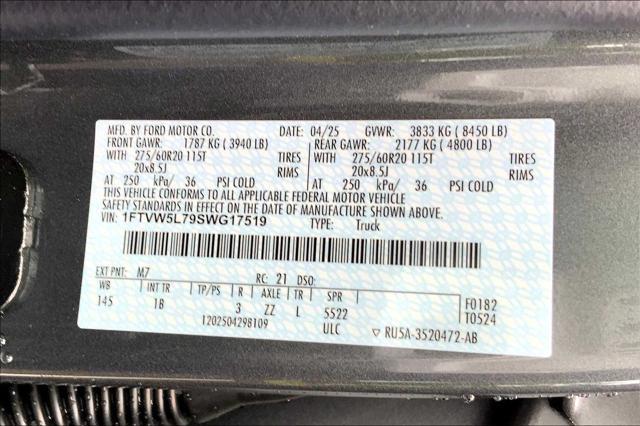 MFD. BY FORD MOTOR CO. DATE: 04/25 GVWR: 3833 KG ( 8450 LB)
FRONT GAWR: 1787 KG ( 3940 LB) REAR GAWR: 2177 KG ( 4800 LB)
WITH 275/60R20 115T TIRES WITH 275/60R20 115T TIRES
20x8.5J RIMS 20x8.5J RIMS
AT 250 kPa/ 36 PSI COLD AT 250 kPa/ 36 PSI COLD
THIS VEHICLE CONFORMS TO ALL APPLICABLE FEDERAL MOTOR VEHICLE
SAFETY STANDARDS IN EFFECT ON THE DATE OF MANUFACTURE SHOWN ABOVE.
VIN: 1FTVW5L79SWG17519 TYPE: Truck
EXT PNT: M7 RC: 21 DSO:
WB INT TR TP/PS R AXLE TR SPR F0182
145 1B 3 ZZ L 5522 T0524
1202504298109 ULC RU5A-3520472-AB